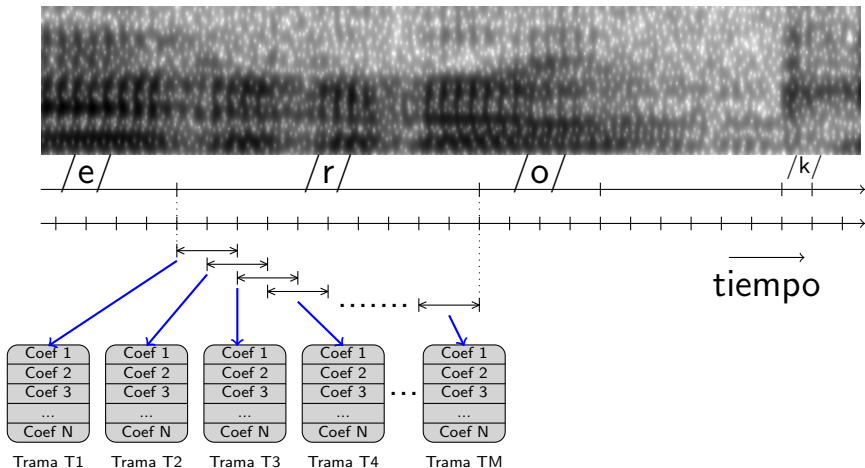 /e/ /r/ /o/ /k/
tiempo
.......
Coef 1 Coef 1 Coef 1 Coef 1 Coef 1
Coef 2 Coef 2 Coef 2 Coef 2 Coef 2
Coef 3 Coef 3 Coef 3 Coef 3 ... Coef 3
... ... ... ... ...
Coef N Coef N Coef N Coef N Coef N
Trama T1 Trama T2 Trama T3 Trama T4 Trama TM